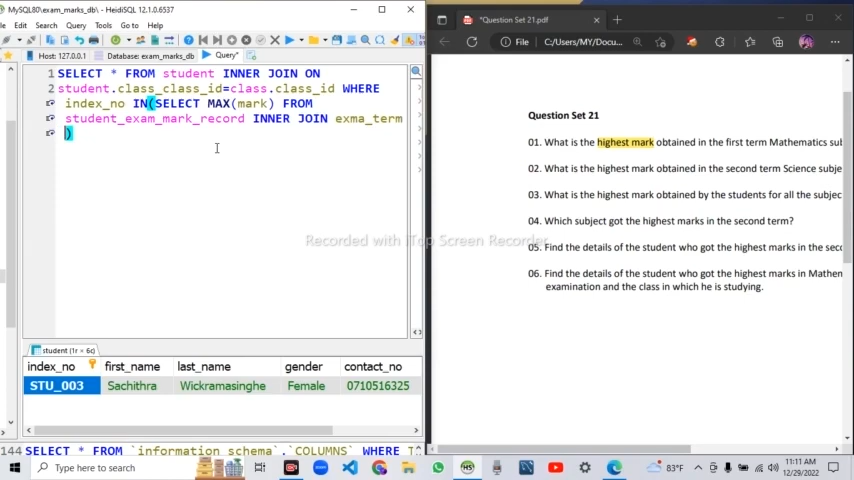 MySQL80\exam_marks_db\ - HeidiSQL 12.1.0.6537
Edit Search Query Tools Go to Help
Host: 127.0.0.1 Database: exam_marks_db Query*
1 SELECT * FROM student INNER JOIN ON
2 student.class_class_id=class.class_id WHERE
index_no IN(SELECT MAX(mark) FROM
student_exam_mark_record INNER JOIN exma_term
)
student (1r × 6c)
index_no first_name last_name gender contact_no
STU_003 Sachithra Wickramasinghe Female 0710516325
144 SELECT * FROM `information_schema`.`COLUMNS` WHERE T
*Question Set 21.pdf
File C:/Users/MY/Docu...
Question Set 21
01. What is the highest mark obtained in the first term Mathematics sub
02. What is the highest mark obtained in the second term Science subje
03. What is the highest mark obtained by the students for all the subjec
04. Which subject got the highest marks in the second term?
05. Find the details of the student who got the highest marks in the seco
06. Find the details of the student who got the highest marks in Mathem
examination and the class in which he is studying.
Recorded with iTop Screen Recorder
Type here to search
83°F
11:11 AM
12/29/2022